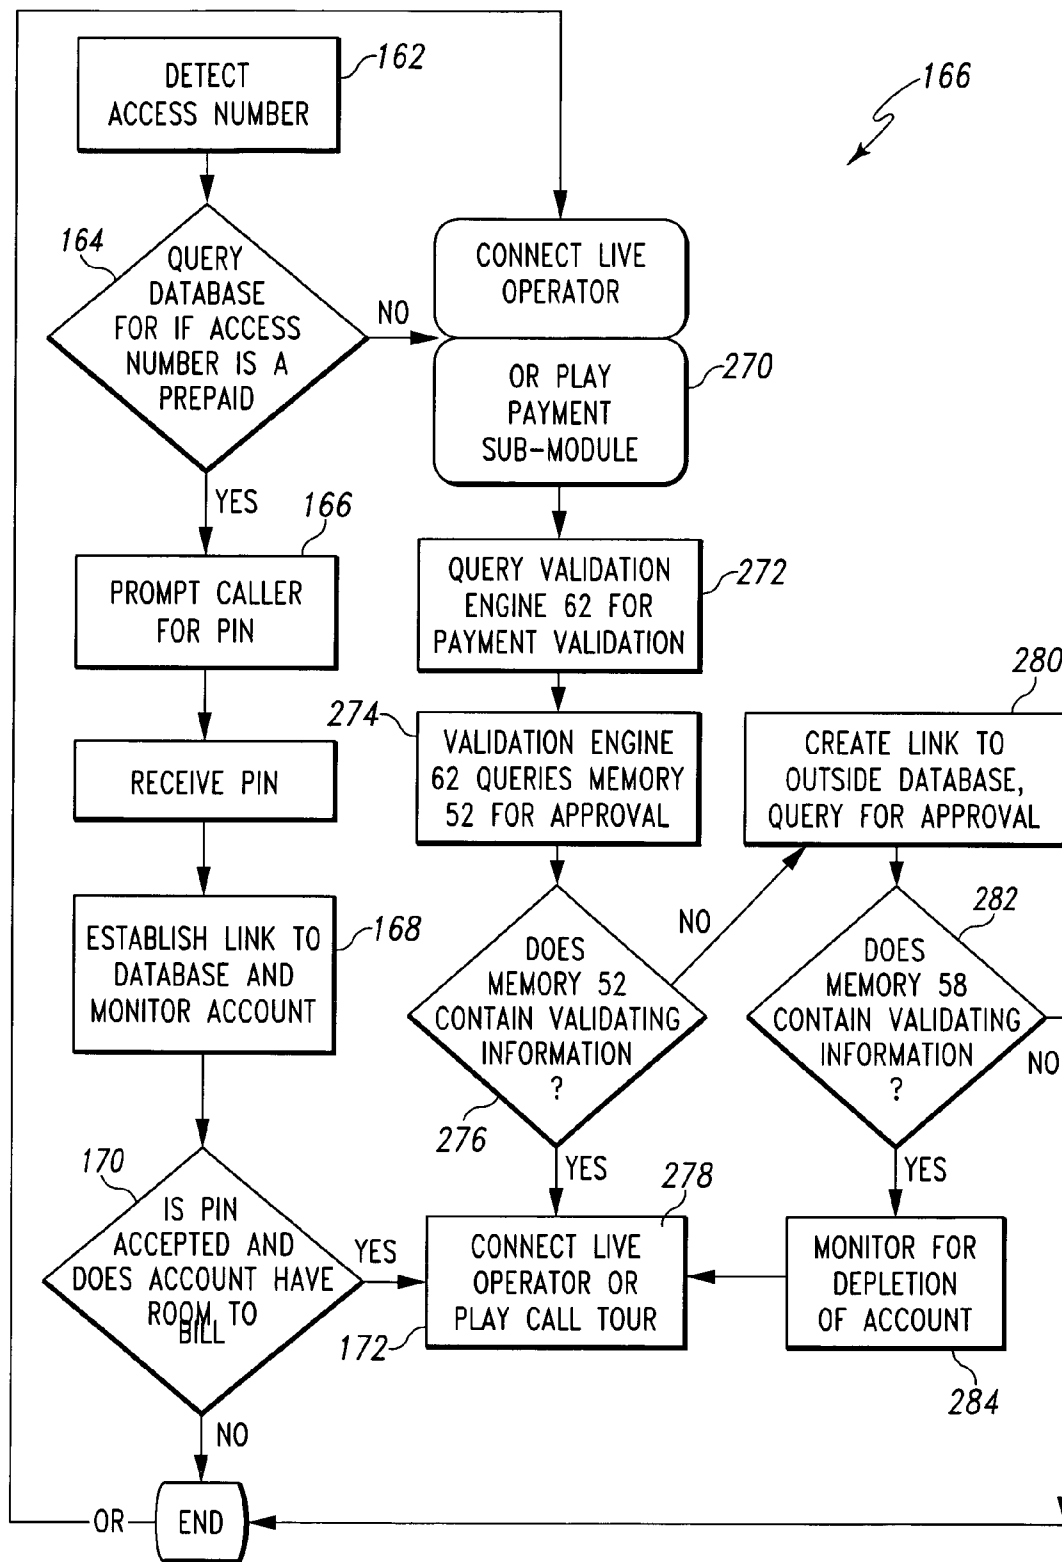 162
DETECT
ACCESS NUMBER
166
164
QUERY
DATABASE
FOR IF ACCESS
NUMBER IS A
PREPAID
NO
YES
CONNECT LIVE
OPERATOR
OR PLAY
PAYMENT
SUB-MODULE
270
166
PROMPT CALLER
FOR PIN
QUERY VALIDATION
ENGINE 62 FOR
PAYMENT VALIDATION
272
RECEIVE PIN
274
VALIDATION ENGINE
62 QUERIES MEMORY
52 FOR APPROVAL
280
CREATE LINK TO
OUTSIDE DATABASE,
QUERY FOR APPROVAL
ESTABLISH LINK TO
DATABASE AND
MONITOR ACCOUNT
168
DOES
MEMORY 52
CONTAIN VALIDATING
INFORMATION
?
276
NO
YES
282
DOES
MEMORY 58
CONTAIN VALIDATING
INFORMATION
?
NO
YES
170
IS PIN
ACCEPTED AND
DOES ACCOUNT HAVE
ROOM TO
BILL
YES
NO
278
CONNECT LIVE
OPERATOR OR
PLAY CALL TOUR
172
MONITOR FOR
DEPLETION
OF ACCOUNT
284
OR
END